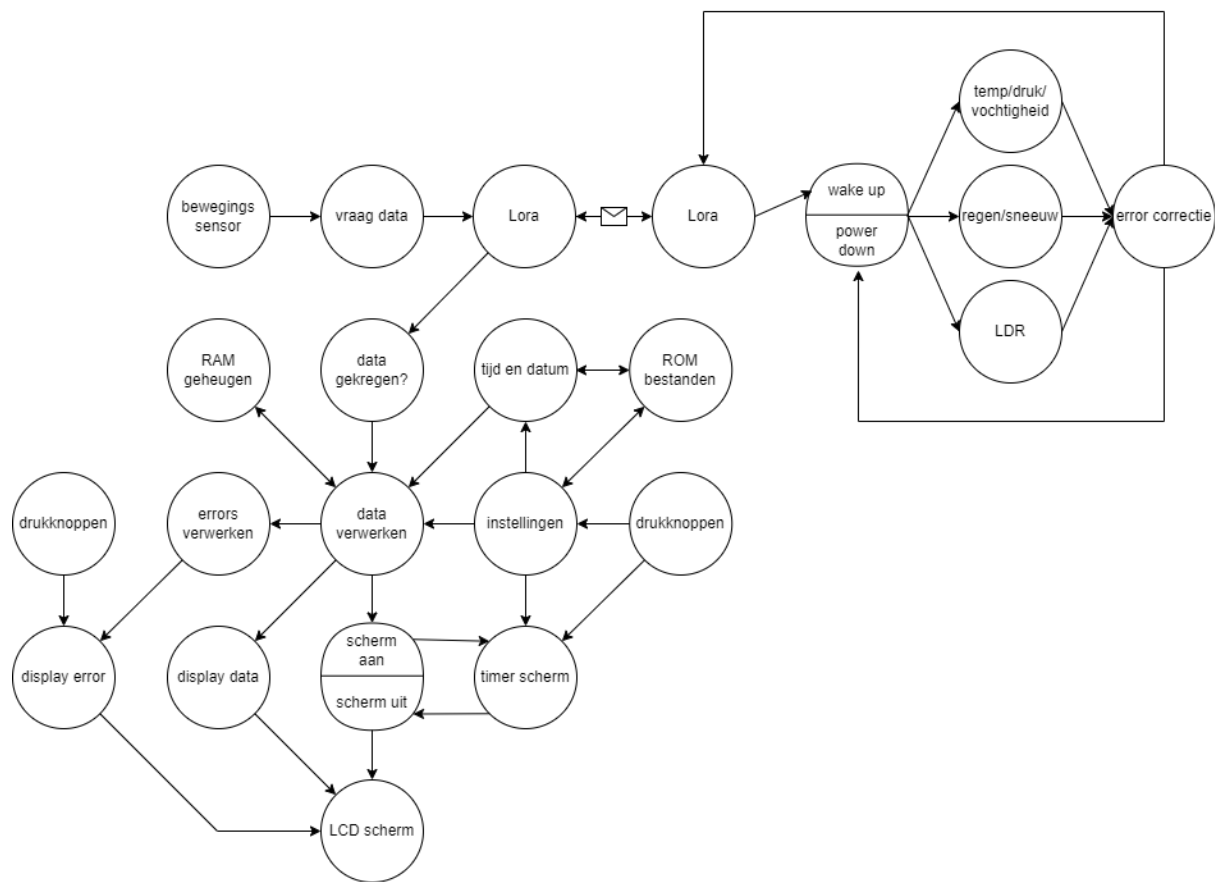 temp/druk/
vochtigheid
bewegings
sensor
vraag data
Lora
Lora
wake up
power
down
regen/sneeuw
error correctie
LDR
RAM
geheugen
data
gekregen?
tijd en datum
ROM
bestanden
drukknoppen
errors
verwerken
data
verwerken
instellingen
drukknoppen
display error
display data
scherm
aan
scherm uit
timer scherm
LCD scherm